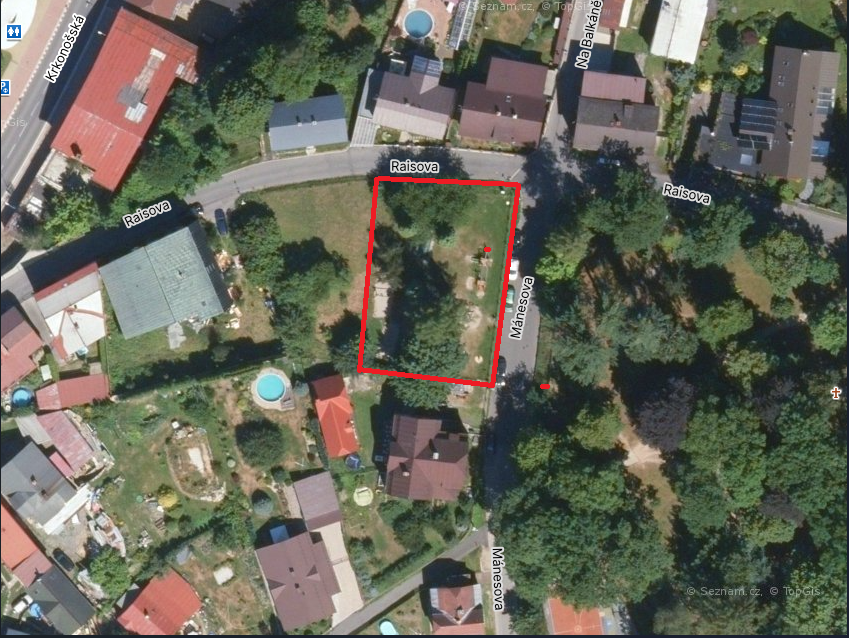 © Seznam.cz, © TopGis
Krkonošská
Na Balkáně
Raisova
Raisova
Raisova
Mánesova
Mánesova
© Seznam.cz, © TopGis